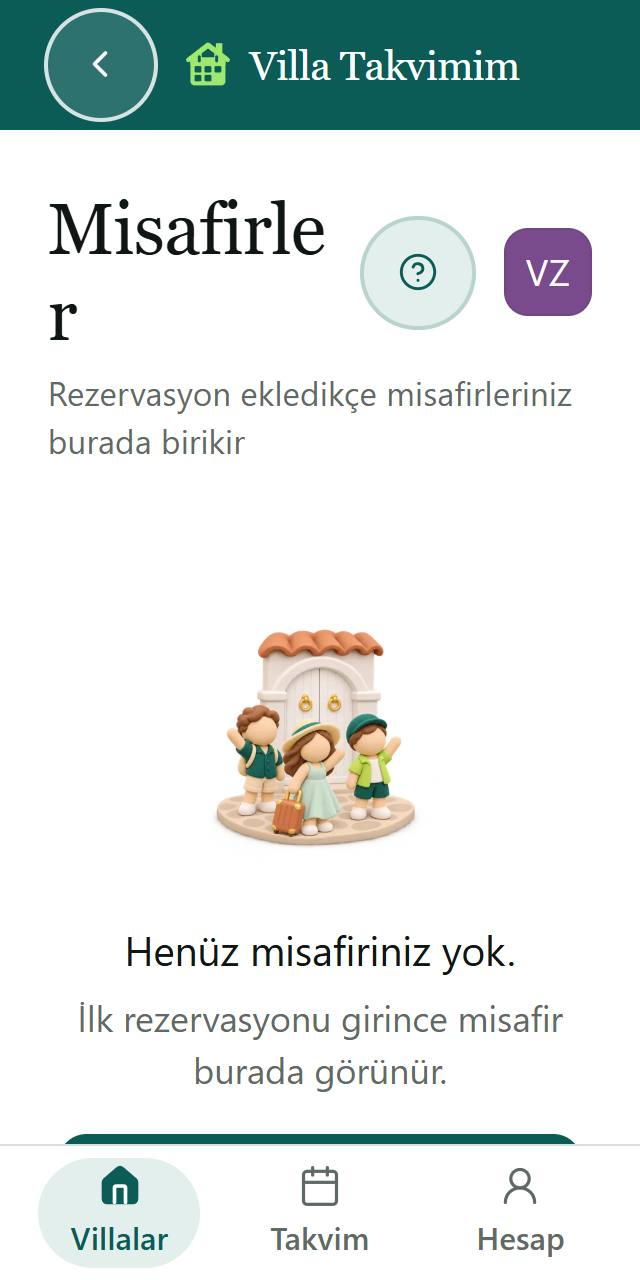 Villa Takvimim
Misafirle
r
VZ
Rezervasyon ekledikçe misafirleriniz
burada birikir
Henüz misafiriniz yok.
İlk rezervasyonu girince misafir
burada görünür.
Villalar
Takvim
Hesap